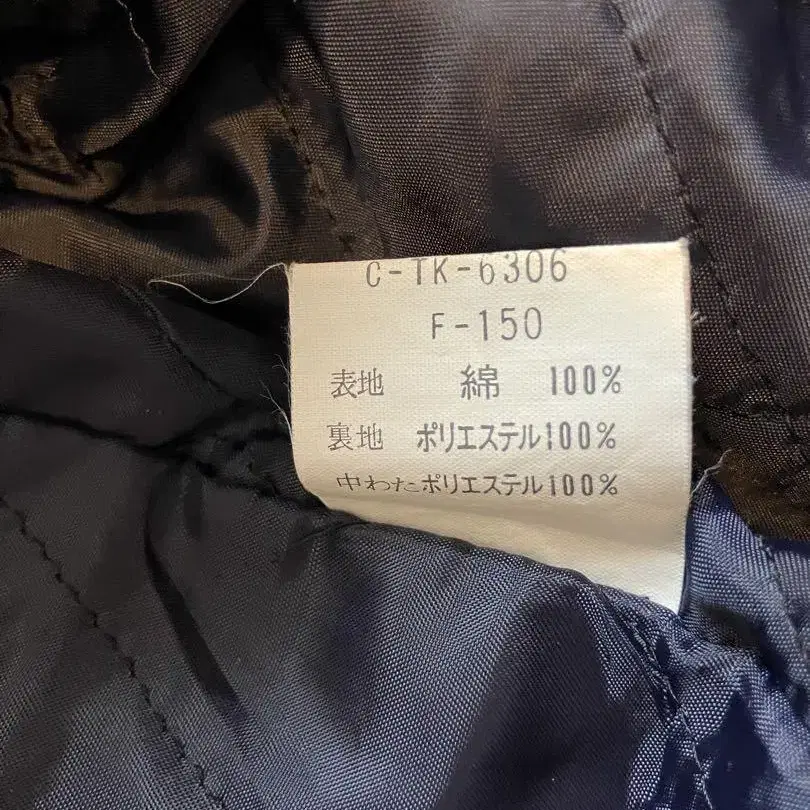 C-TK-6306
F-150
表地 綿 100%
裏地 ポリエステル100%
中わたポリエステル100%